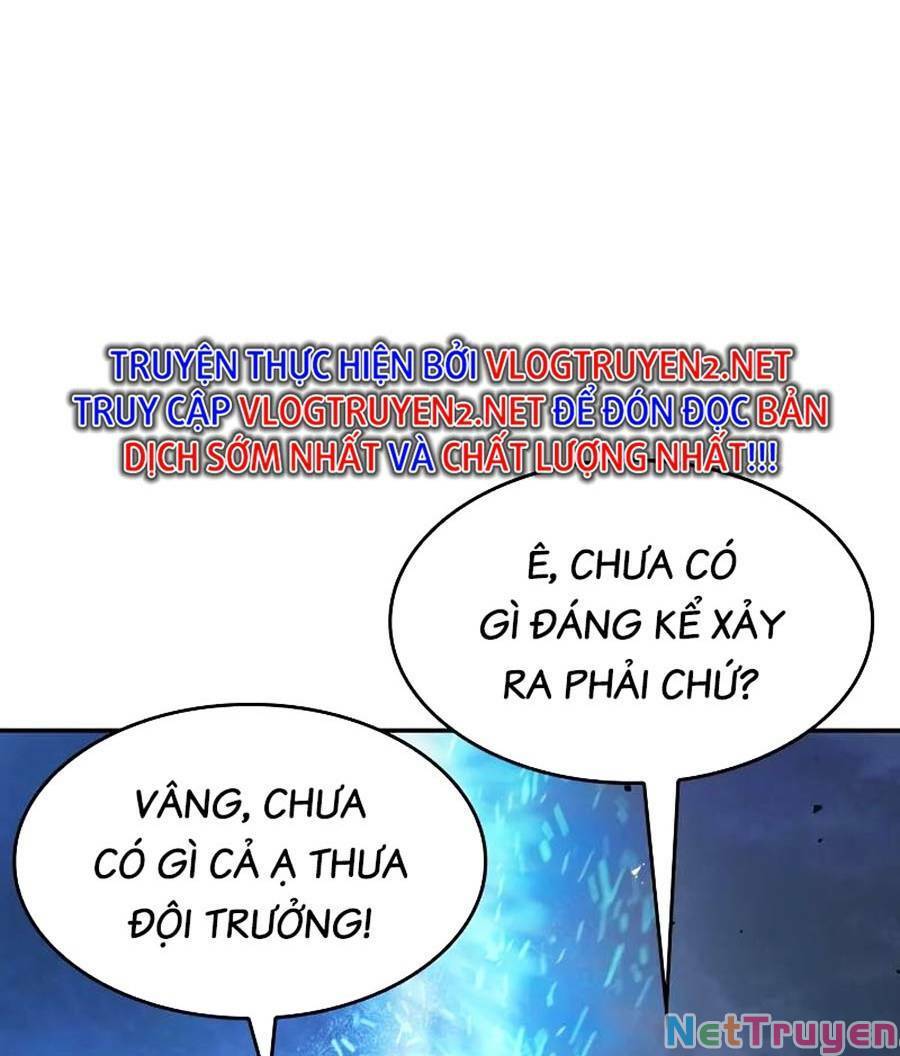 TRUYỆN THỰC HIỆN BỞI VLOGTRUYEN2.NET
TRUY CẬP VLOGTRUYEN2.NET ĐỂ ĐÓN ĐỌC BẢN
DỊCH SỚM NHẤT VÀ CHẤT LƯỢNG NHẤT!!!
Ê, CHƯA CÓ
GÌ ĐÁNG KỂ XẢY
RA PHẢI CHỨ?
VÂNG, CHƯA
CÓ GÌ CẢ Ạ THƯA
ĐỘI TRƯỞNG!
NetTruyen